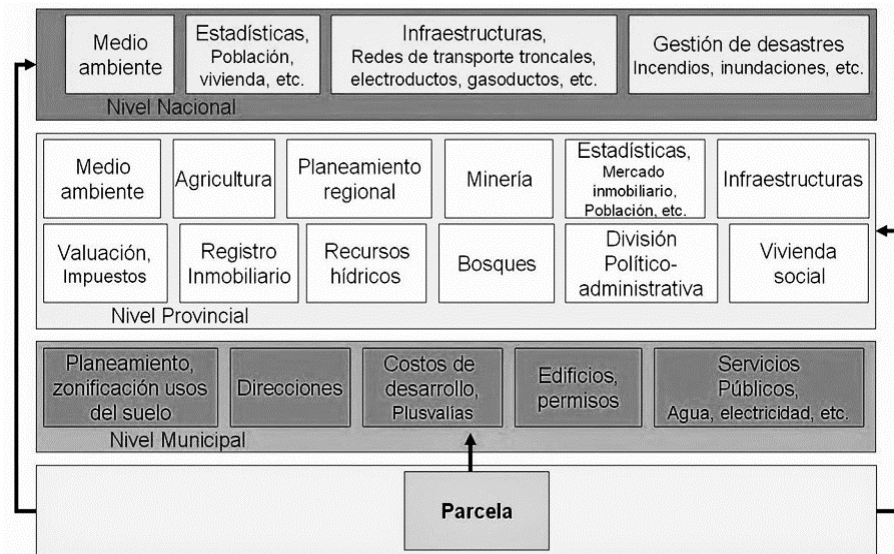 Medio
ambiente
Estadísticas,
Población,
vivienda, etc.
Infraestructuras,
Redes de transporte troncales,
electroductos, gasoductos, etc.
Gestión de desastres
Incendios, inundaciones, etc.
Nivel Nacional
Medio
ambiente
Agricultura
Planeamiento
regional
Minería
Estadísticas,
Mercado
inmobiliario,
Población, etc.
Infraestructuras
Valuación,
Impuestos
Registro
Inmobiliario
Recursos
hídricos
Bosques
División
Político-
administrativa
Vivienda
social
Nivel Provincial
Planeamiento,
zonificación usos
del suelo
Direcciones
Costos de
desarrollo,
Plusvalías
Edificios,
permisos
Servicios
Públicos,
Agua, electricidad, etc.
Nivel Municipal
Parcela